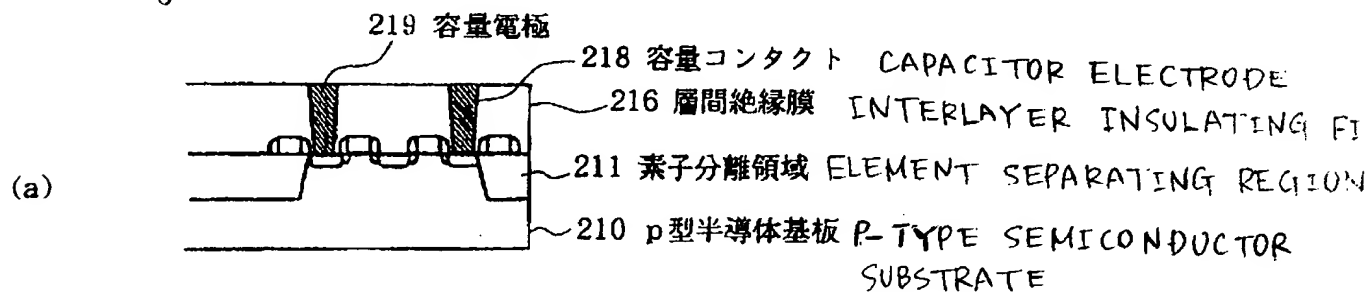 219 容量電極
218 容量コンタクト CAPACITOR ELECTRODE
216 層間絶縁膜 INTERLAYER INSULATING FI
211 素子分離領域 ELEMENT SEPARATING REGION
(a)
210 p型半導体基板 P-TYPE SEMICONDUCTOR
SUBSTRATE